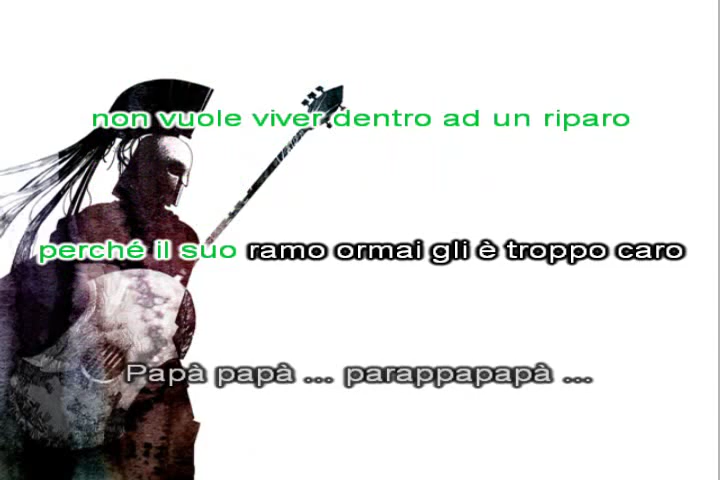 non vuole viver dentro ad un riparo
perché il suo ramo ormai gli è troppo caro
Papà papà ... parappapapà ...